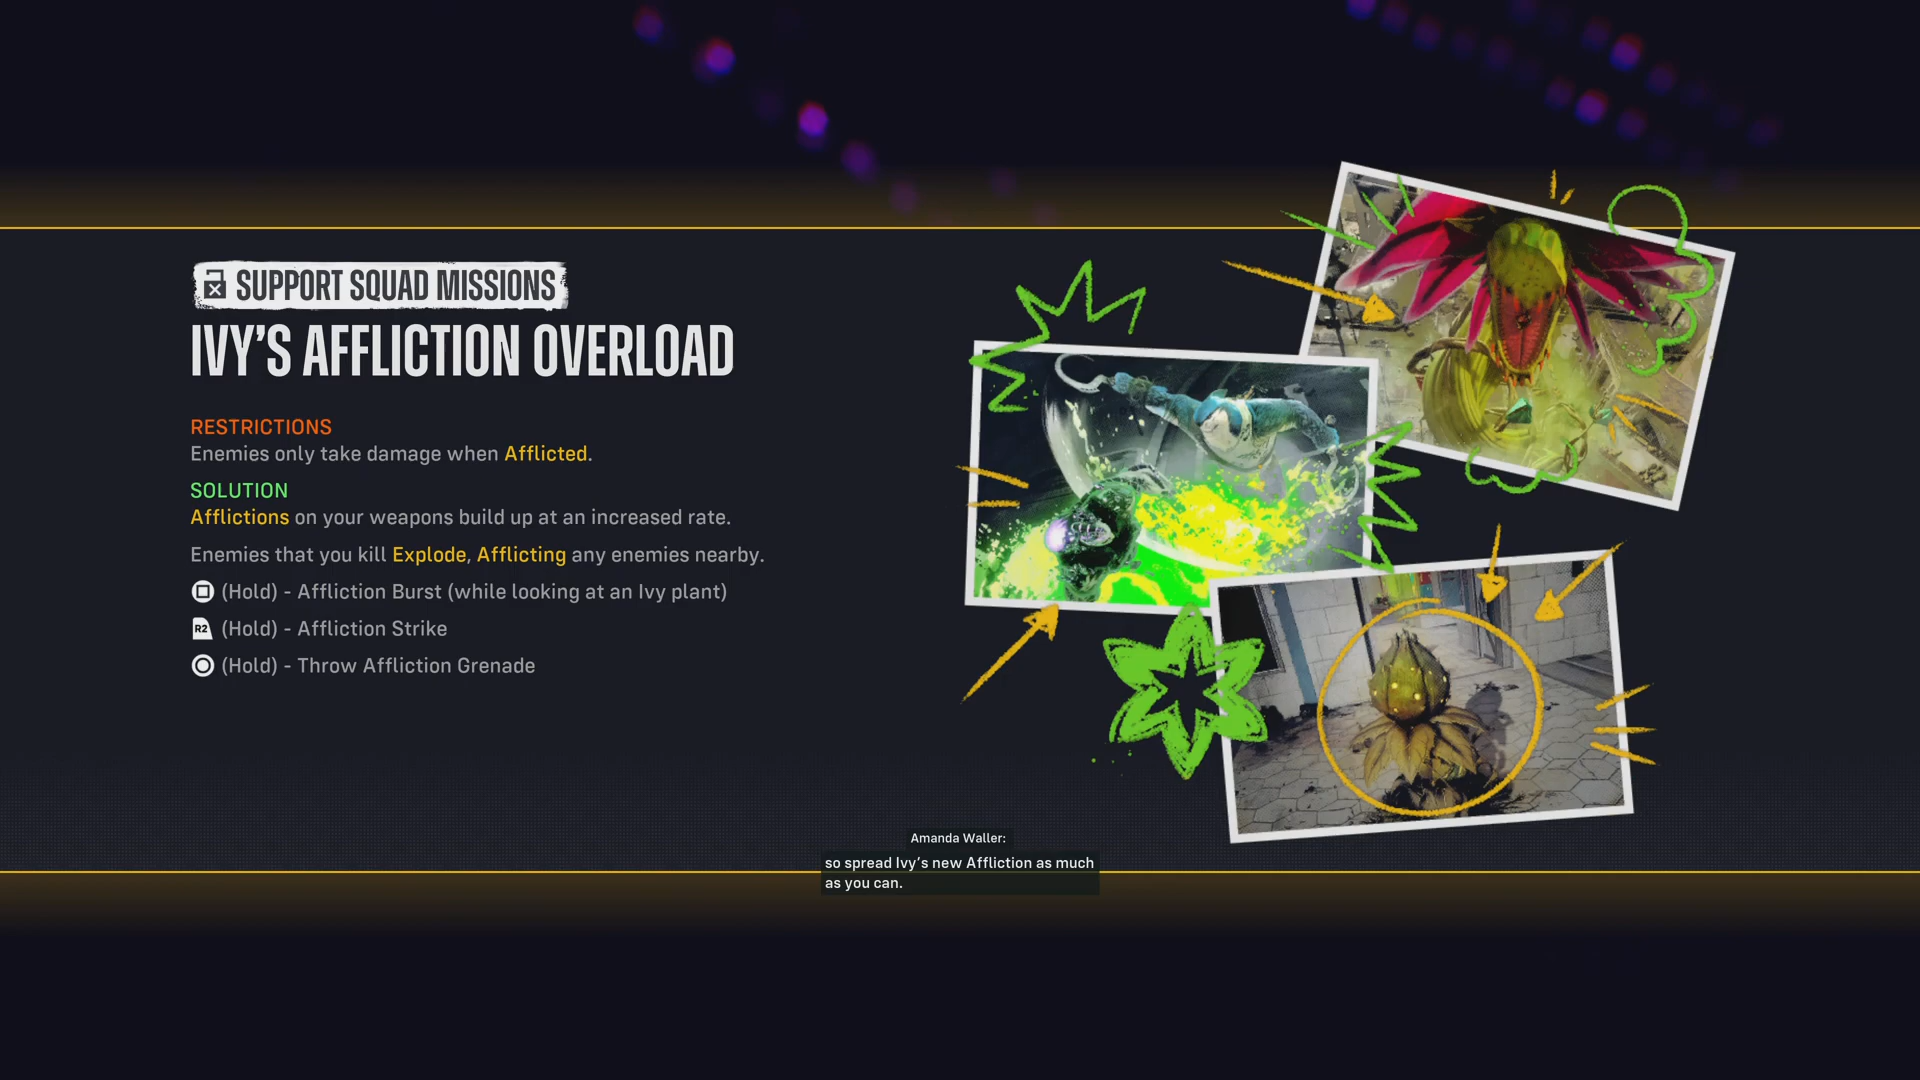 SUPPORT SQUAD MISSIONS
IVY'S AFFLICTION OVERLOAD
RESTRICTIONS
Enemies only take damage when Afflicted.
SOLUTION
Afflictions on your weapons build up at an increased rate.
Enemies that you kill Explode, Afflicting any enemies nearby.
(Hold) - Affliction Burst (while looking at an Ivy plant)
R2 (Hold) - Affliction Strike
(Hold) - Throw Affliction Grenade
Amanda Waller:
so spread Ivy's new Affliction as much
as you can.